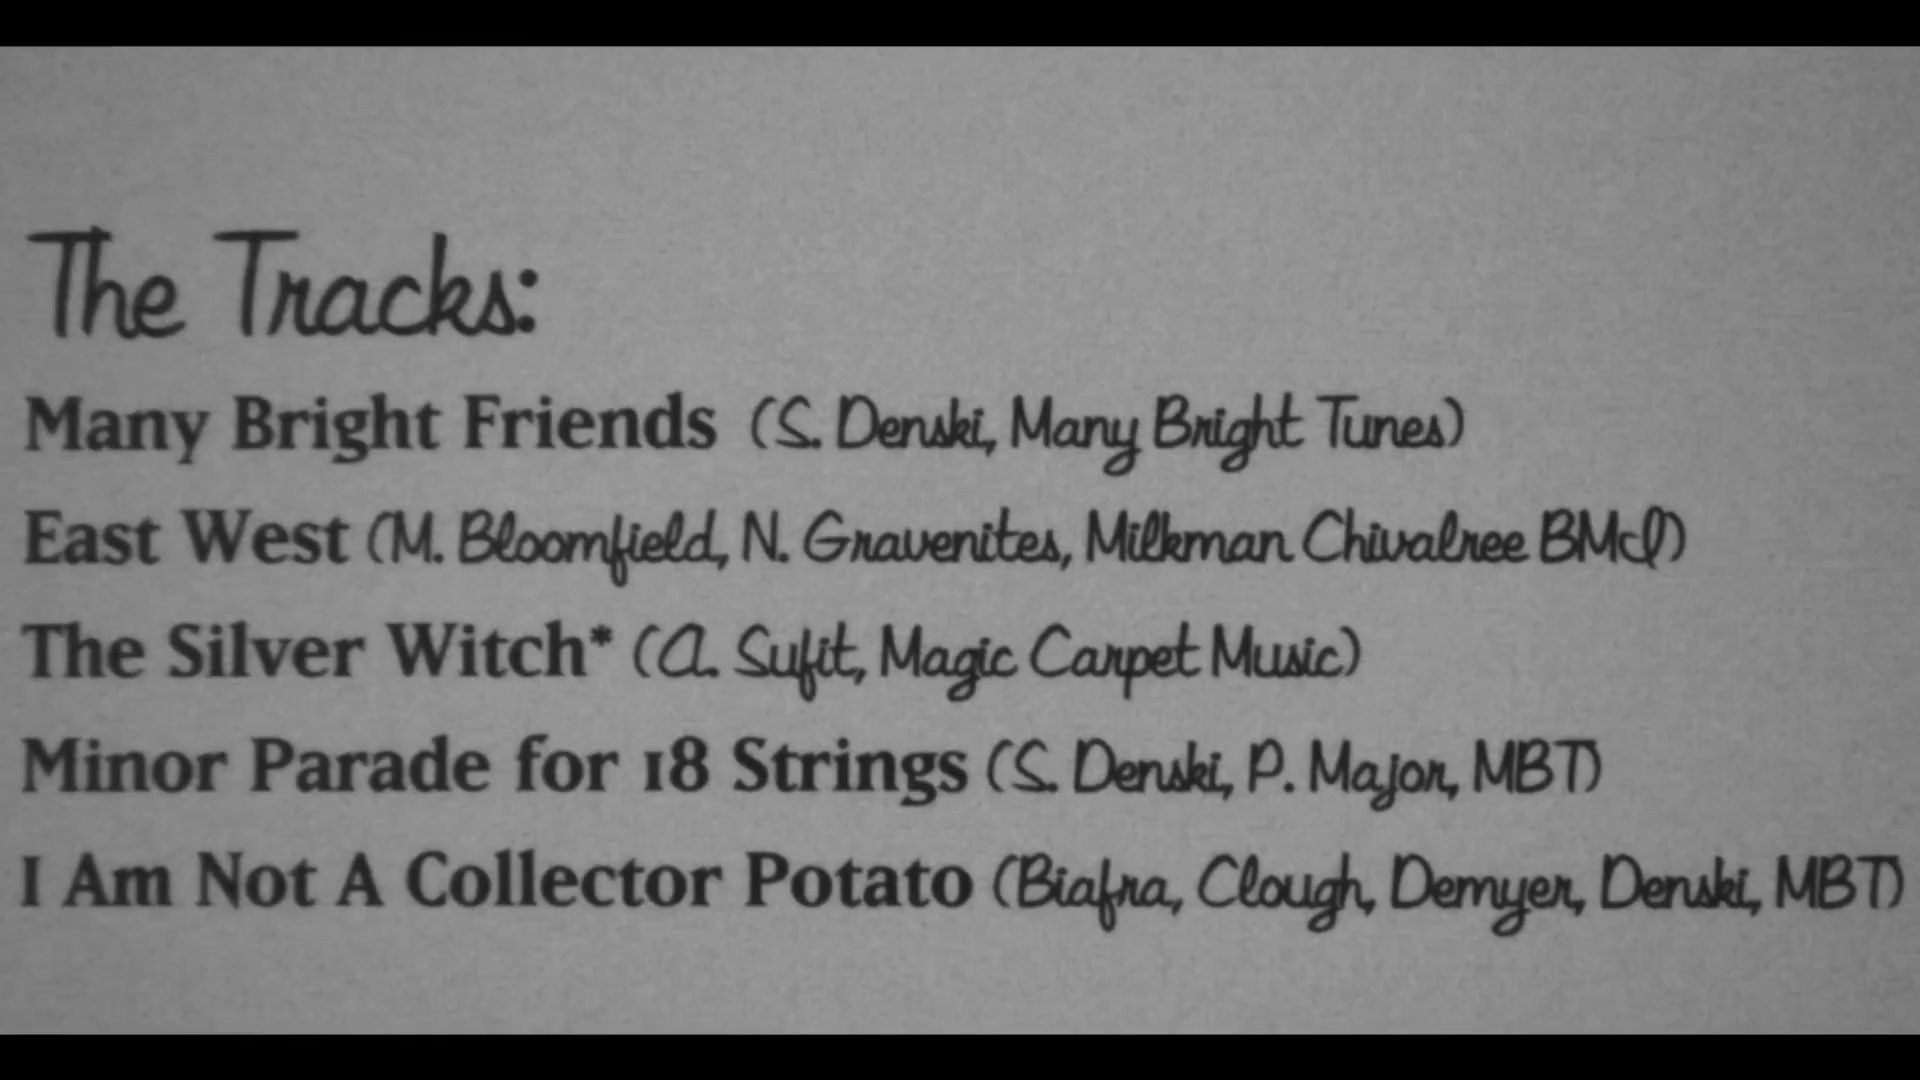 The Tracks:
Many Bright Friends (S. Denski, Many Bright Tunes)
East West (M. Bloomfield, N. Gravenites, Milkman Chivalree BMcI)
The Silver Witch* (A. Sufit, Magic Carpet Music)
Minor Parade for 18 Strings (S. Denski, P. Major, MBT)
I Am Not A Collector Potato (Biafra, Clough, Demyer, Denski, MBT)